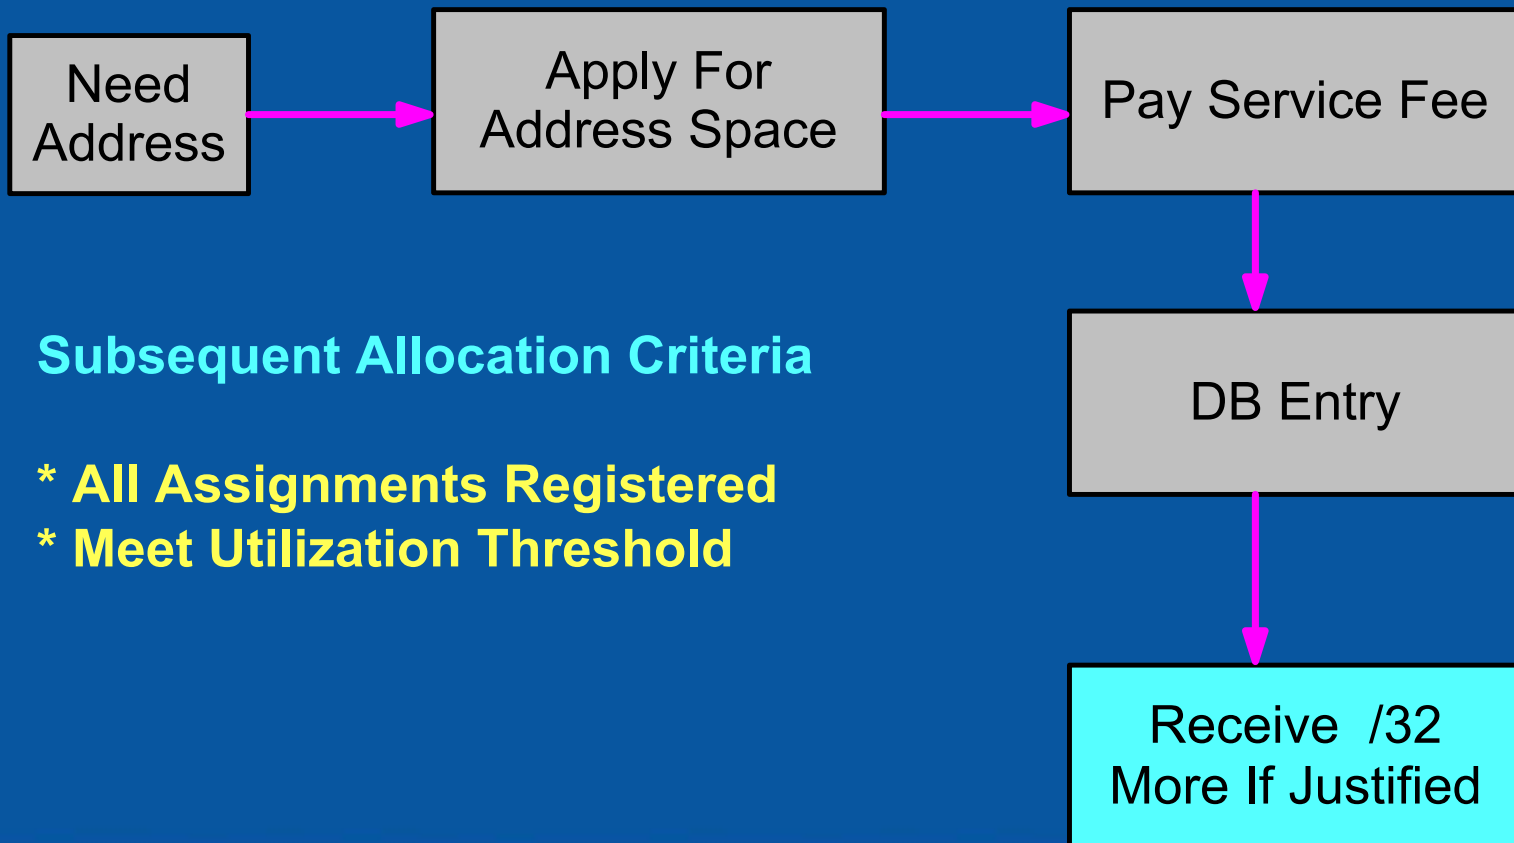 Need
Address
Apply For
Address Space
Pay Service Fee
Subsequent Allocation Criteria
DB Entry
* All Assignments Registered
* Meet Utilization Threshold
Receive  /32
More If Justified